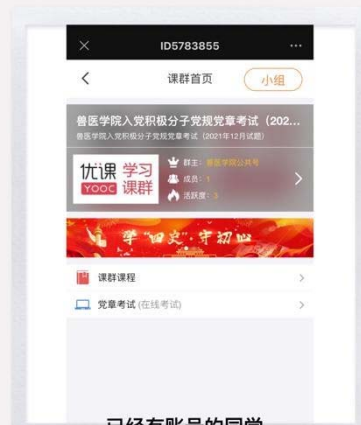 ID5783855
课群首页
小组
兽医学院入党积极分子党规党章考试（202...
兽医学院入党积极分子党规党章考试（2021年12月试题）
优课 学习
YOOC 课群
群主：兽医学院公共号
成员：1
活跃度：3
学“四史”·守初心
课群课程
党章考试 (在线考试)
已经有账号的同学